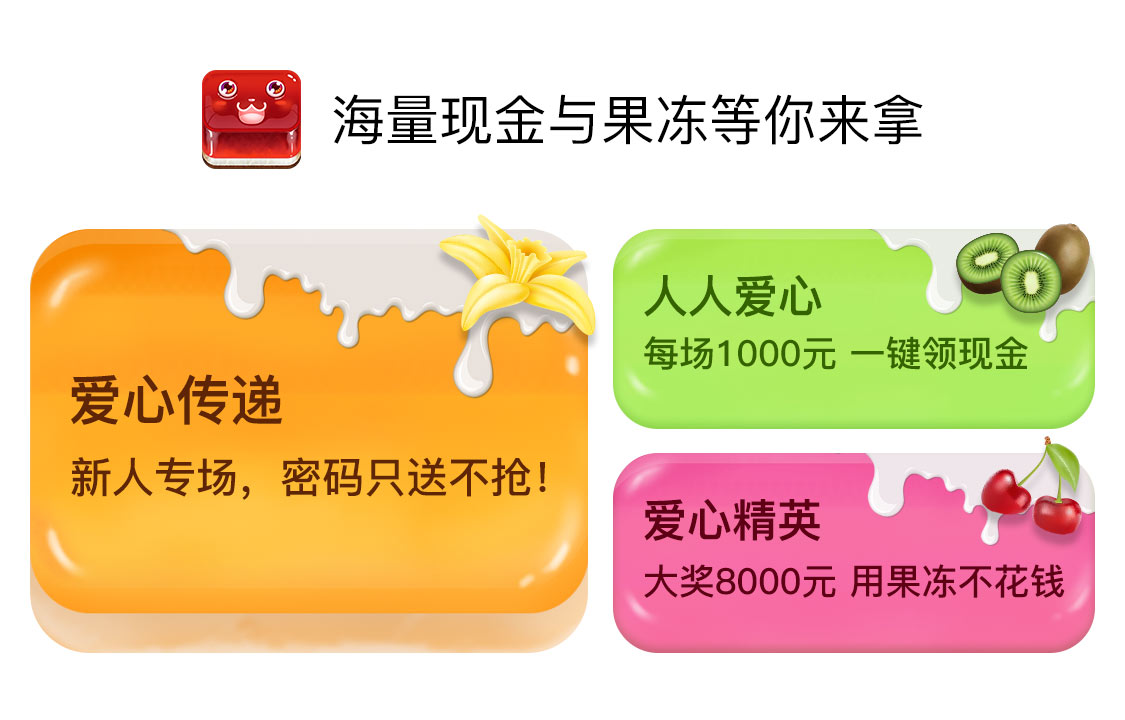 海量现金与果冻等你来拿
爱心传递
新人专场，密码只送不抢！
人人爱心
每场1000元 一键领现金
爱心精英
大奖8000元 用果冻不花钱